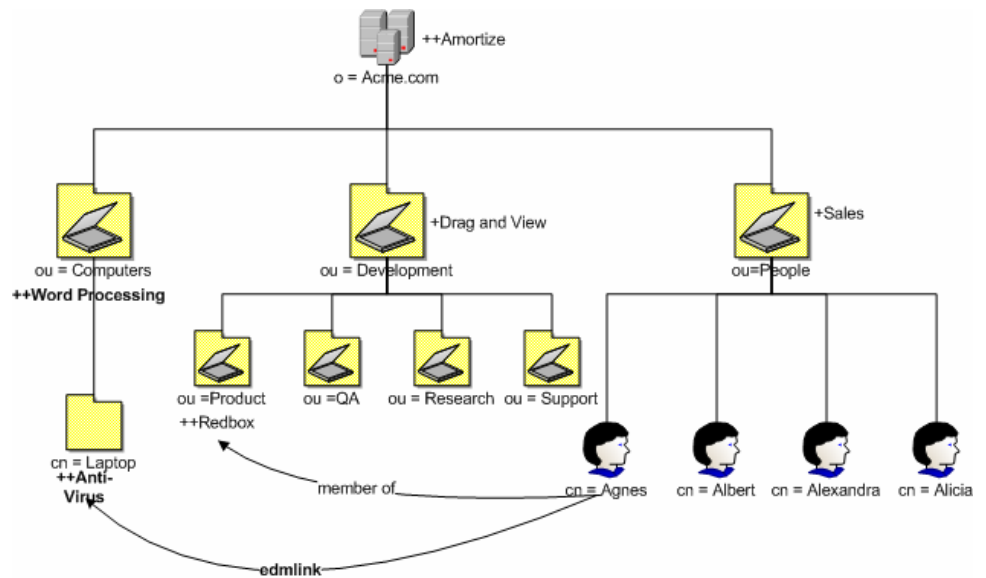 ++Amortize
o = Acme.com
+Drag and View
+Sales
ou = Computers
ou = Development
ou=People
++Word Processing
ou =Product
ou =QA
ou = Research
ou = Support
++Redbox
cn = Laptop
++Anti-
Virus
member of
cn = Agnes
cn = Albert
cn = Alexandra
cn = Alicia
edmlink